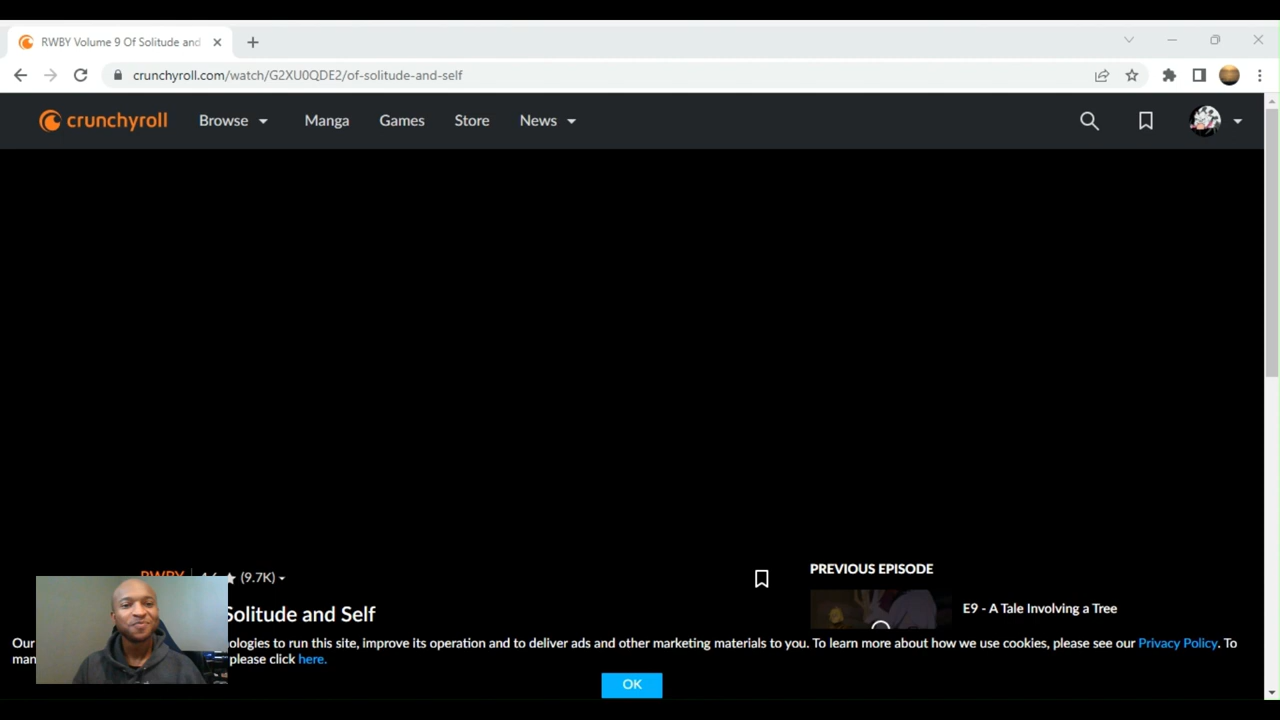 RWBY Volume 9 Of Solitude and
crunchyroll.com/watch/G2XU0QDE2/of-solitude-and-self
crunchyroll
Browse
Manga
Games
Store
News
(9.7K)
Solitude and Self
PREVIOUS EPISODE
E9 - A Tale Involving a Tree
Our
ologies to run this site, improve its operation and to deliver ads and other marketing materials to you. To learn more about how we use cookies, please see our Privacy Policy. To
please click here.
OK